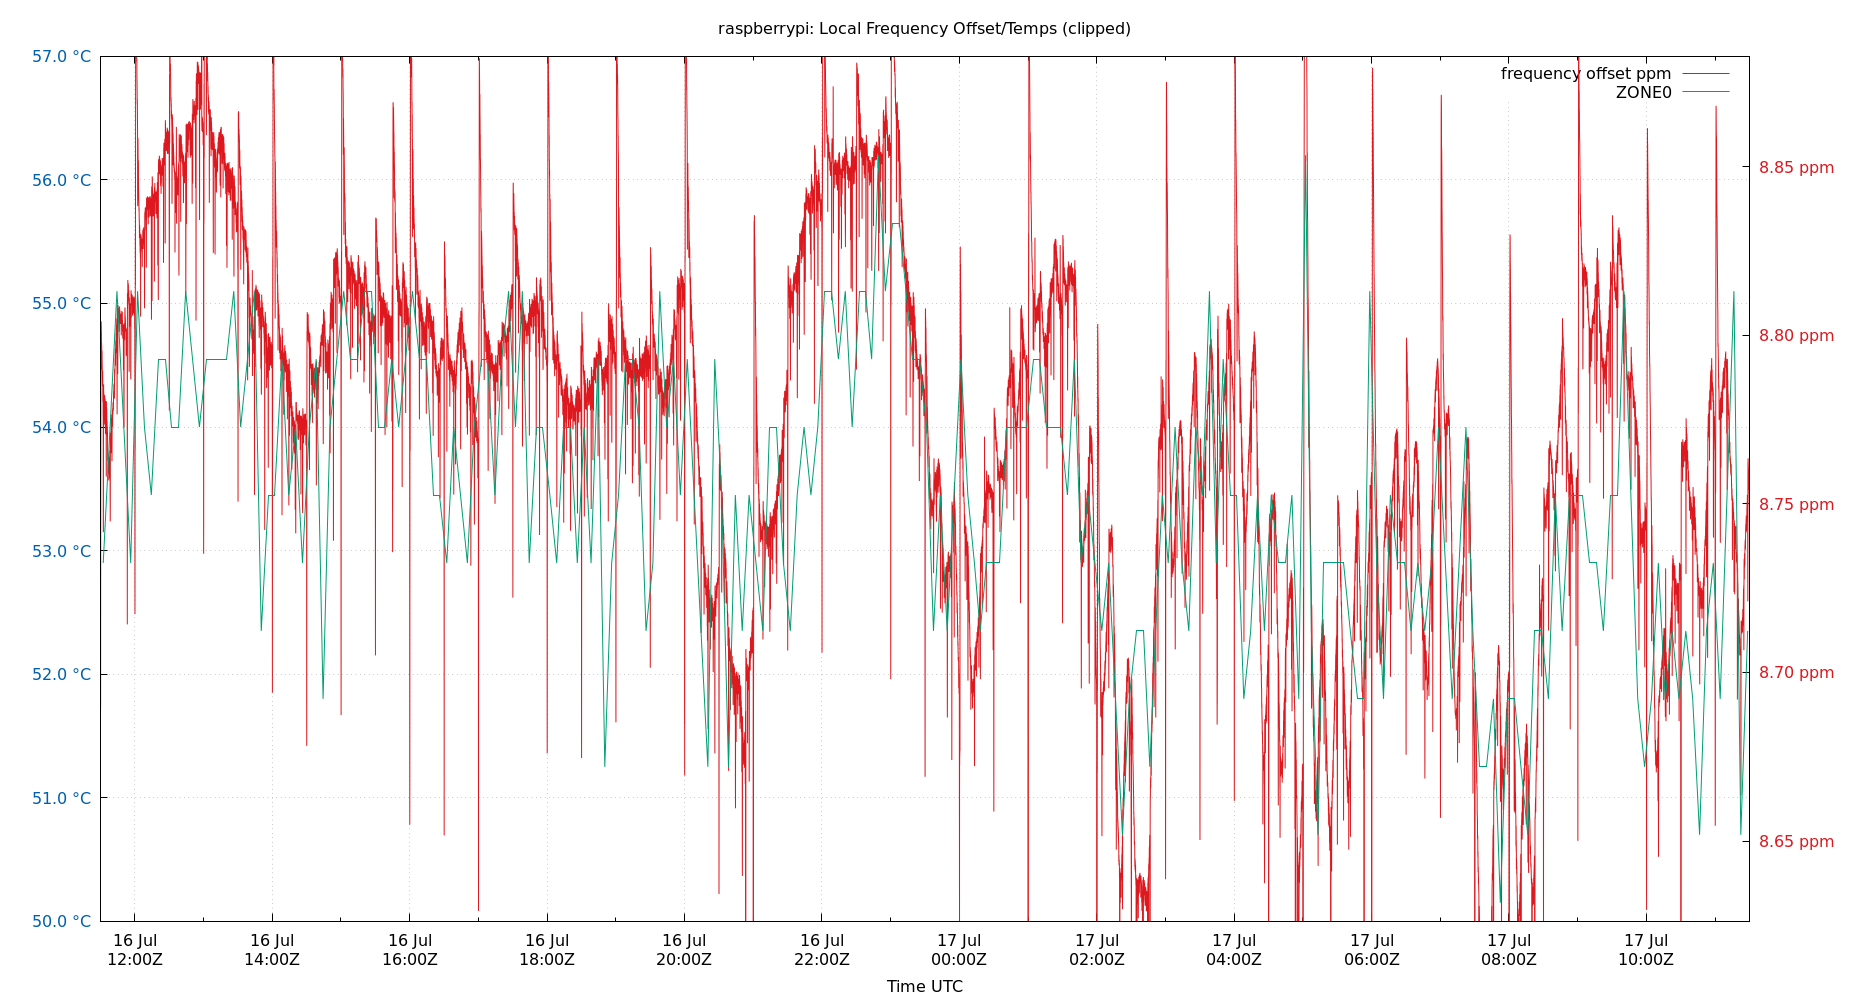 raspberrypi: Local Frequency Offset/Temps (clipped)
57.0 °C
56.0 °C
55.0 °C
54.0 °C
53.0 °C
52.0 °C
51.0 °C
50.0 °C
frequency offset ppm
ZONE0
8.85 ppm
8.80 ppm
8.75 ppm
8.70 ppm
8.65 ppm
16 Jul 16 Jul 16 Jul 16 Jul 16 Jul 16 Jul 17 Jul 17 Jul 17 Jul 17 Jul 17 Jul 17 Jul
12:00Z 14:00Z 16:00Z 18:00Z 20:00Z 22:00Z 00:00Z 02:00Z 04:00Z 06:00Z 08:00Z 10:00Z
Time UTC